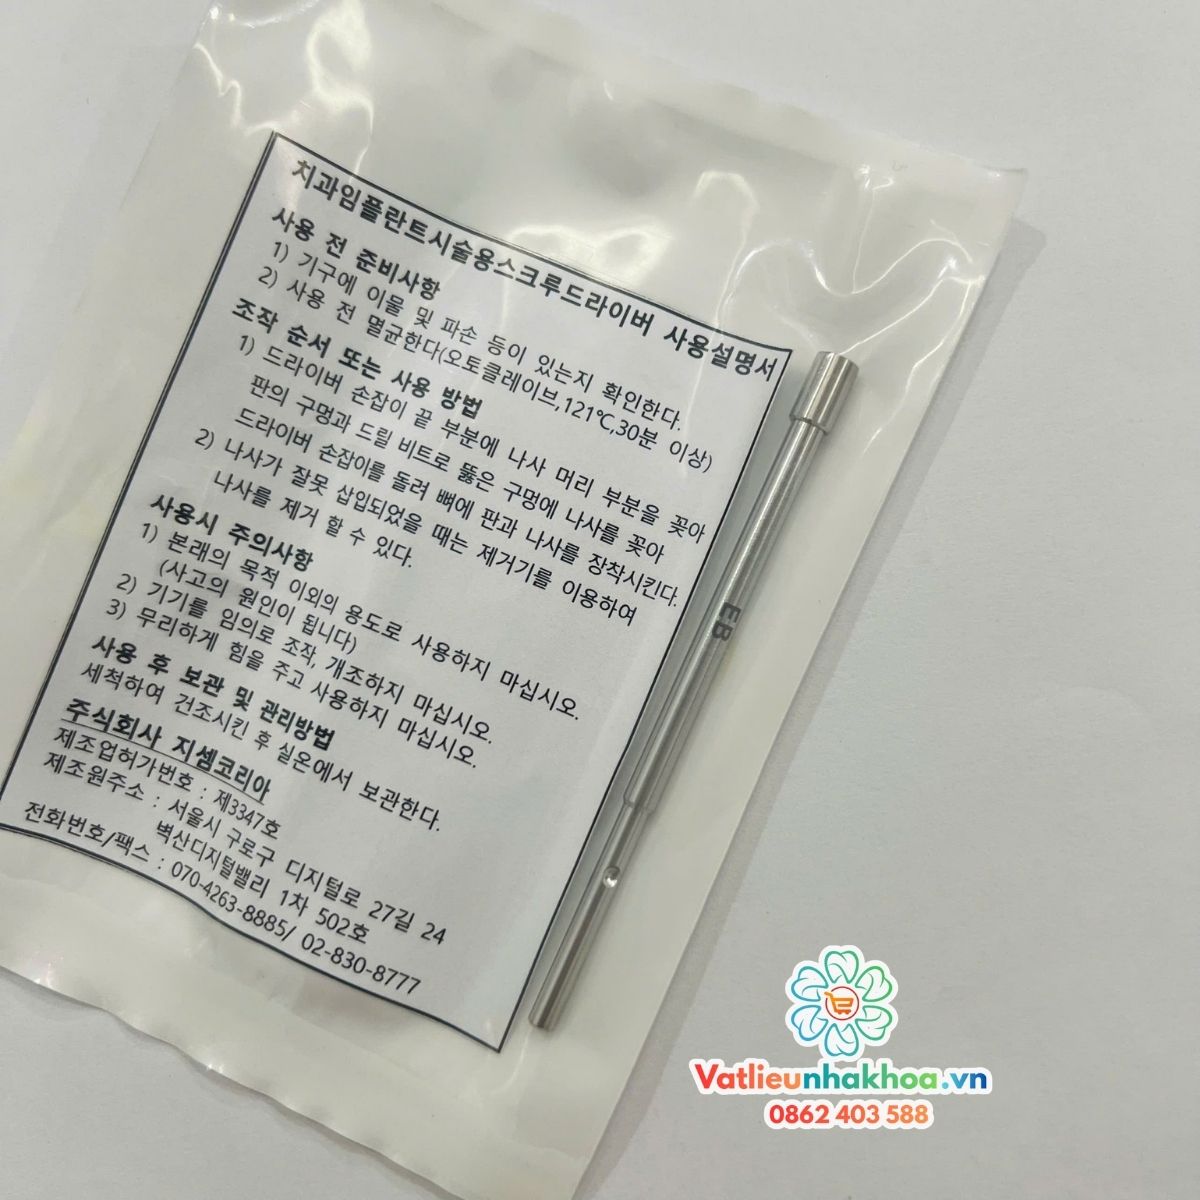 치과임플란트시술용스크루드라이버 사용설명서
사용 전 준비사항
1) 기구에 이물 및 파손 등이 있는지 확인한다.
2) 사용 전 멸균한다(오토클레이브,121℃,30분 이상)
조작 순서 또는 사용 방법
1) 드라이버 손잡이 끝 부분에 나사 머리 부분을 꽂아
판의 구멍과 드릴 비트로 뚫은 구멍에 나사를 꽂아
드라이버 손잡이를 돌려 뼈에 판과 나사를 장착시킨다.
2) 나사가 잘못 삽입되었을 때는 제거기를 이용하여
나사를 제거 할 수 있다.
사용시 주의사항
1) 본래의 목적 이외의 용도로 사용하지 마십시오.
(사고의 원인이 됩니다)
2) 기기를 임의로 조작, 개조하지 마십시오.
3) 무리하게 힘을 주고 사용하지 마십시오.
사용 후 보관 및 관리방법
세척하여 건조시킨 후 실온에서 보관한다.
주식회사 지셈코리아
제조업허가번호 : 제3347호
제조원주소 : 서울시 구로구 디지털로 27길 24
벽산디지털밸리 1차 502호
전화번호/팩스 : 070-4263-8885/ 02-830-8777
EB
Vatlieunhakhoa.vn
0862 403 588